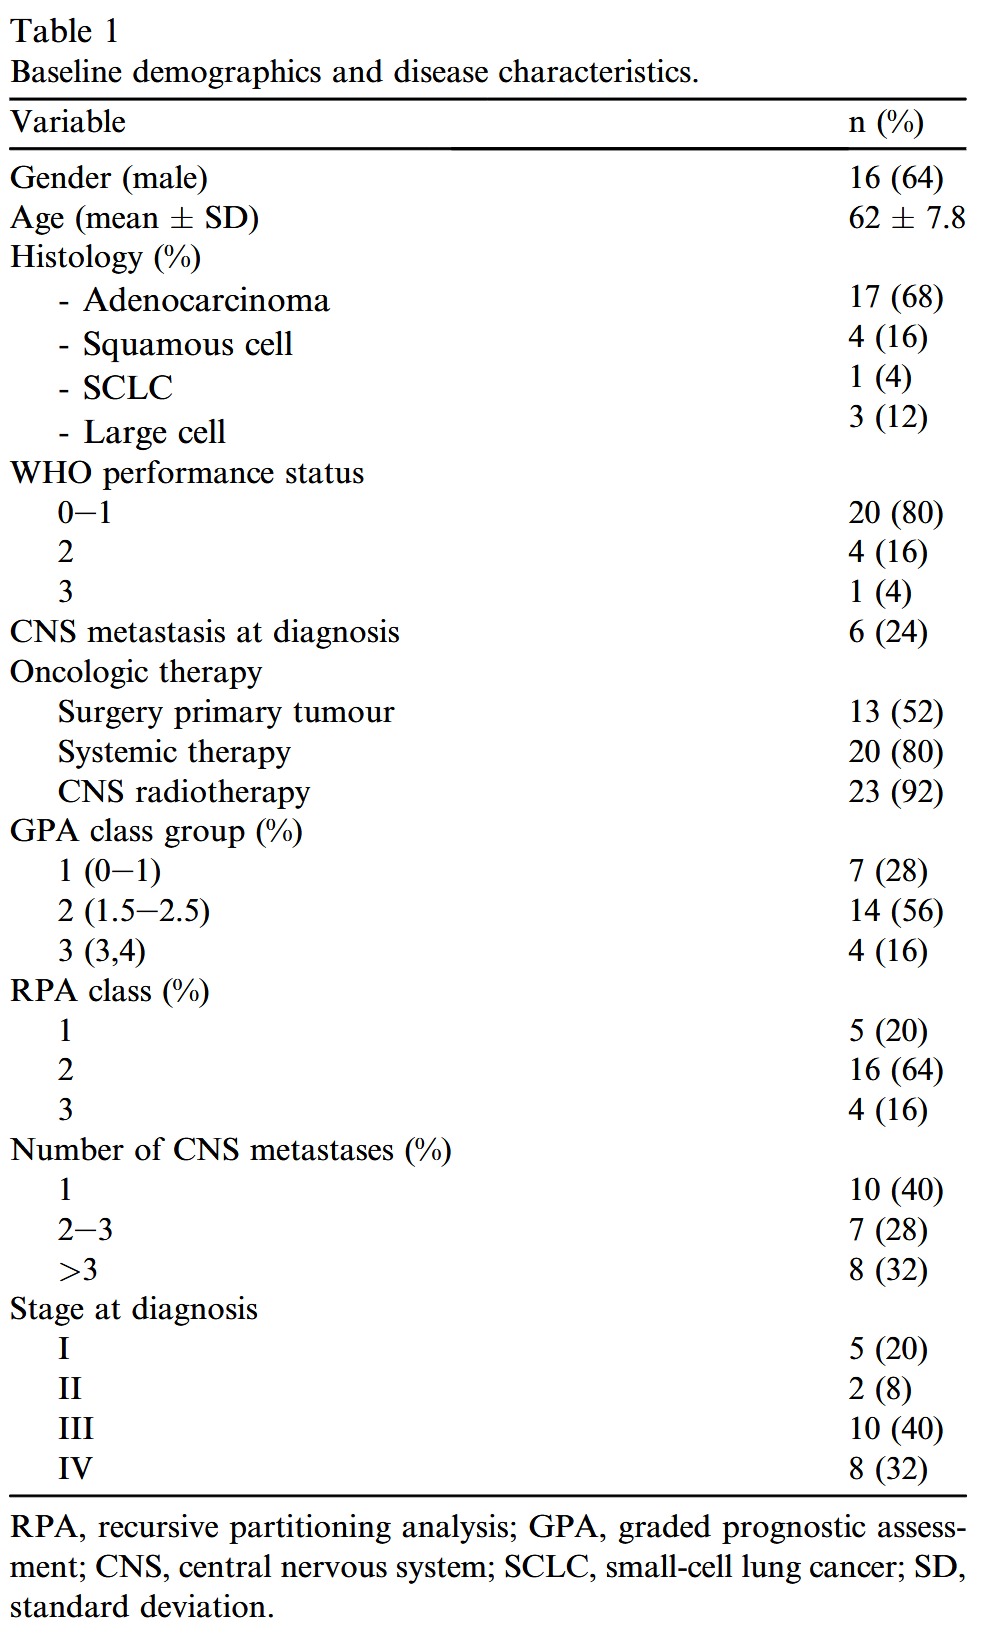 Table 1
Baseline demographics and disease characteristics.
Variable n (%)
Gender (male) 16 (64)
Age (mean ± SD) 62 ± 7.8
Histology (%)
- Adenocarcinoma 17 (68)
- Squamous cell 4 (16)
- SCLC 1 (4)
- Large cell 3 (12)
WHO performance status
0–1 20 (80)
2 4 (16)
3 1 (4)
CNS metastasis at diagnosis 6 (24)
Oncologic therapy
Surgery primary tumour 13 (52)
Systemic therapy 20 (80)
CNS radiotherapy 23 (92)
GPA class group (%)
1 (0–1) 7 (28)
2 (1.5–2.5) 14 (56)
3 (3,4) 4 (16)
RPA class (%)
1 5 (20)
2 16 (64)
3 4 (16)
Number of CNS metastases (%)
1 10 (40)
2–3 7 (28)
>3 8 (32)
Stage at diagnosis
I 5 (20)
II 2 (8)
III 10 (40)
IV 8 (32)
RPA, recursive partitioning analysis; GPA, graded prognostic assess-
ment; CNS, central nervous system; SCLC, small-cell lung cancer; SD,
standard deviation.